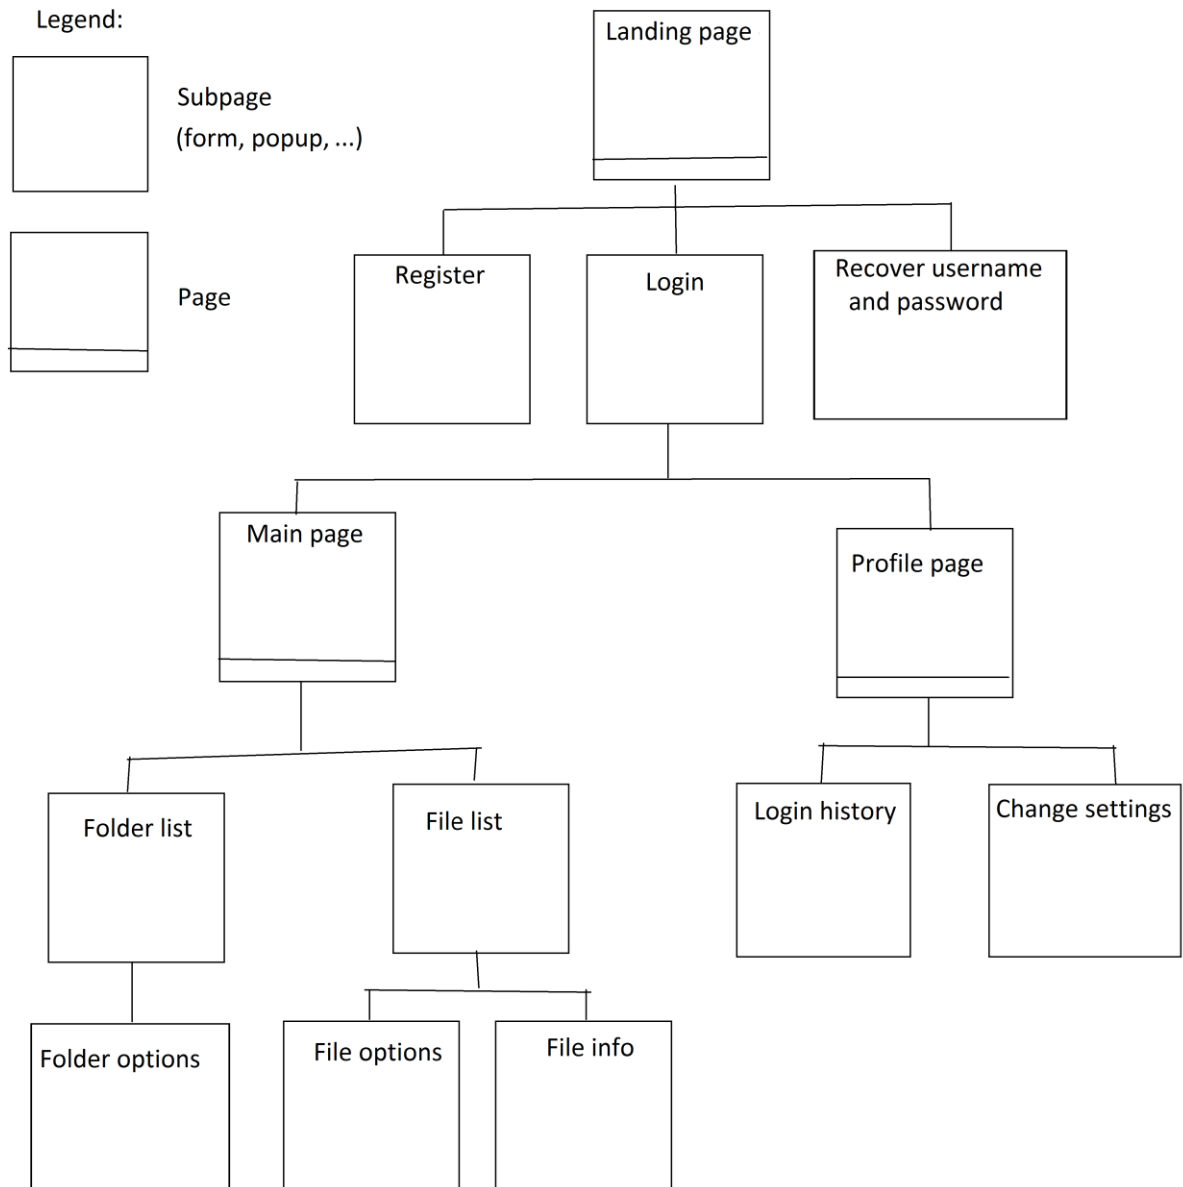 Legend:
Subpage
(form, popup, ...)
Page
Landing page
Register
Login
Recover username
and password
Main page
Profile page
Folder list
File list
Login history
Change settings
Folder options
File options
File info